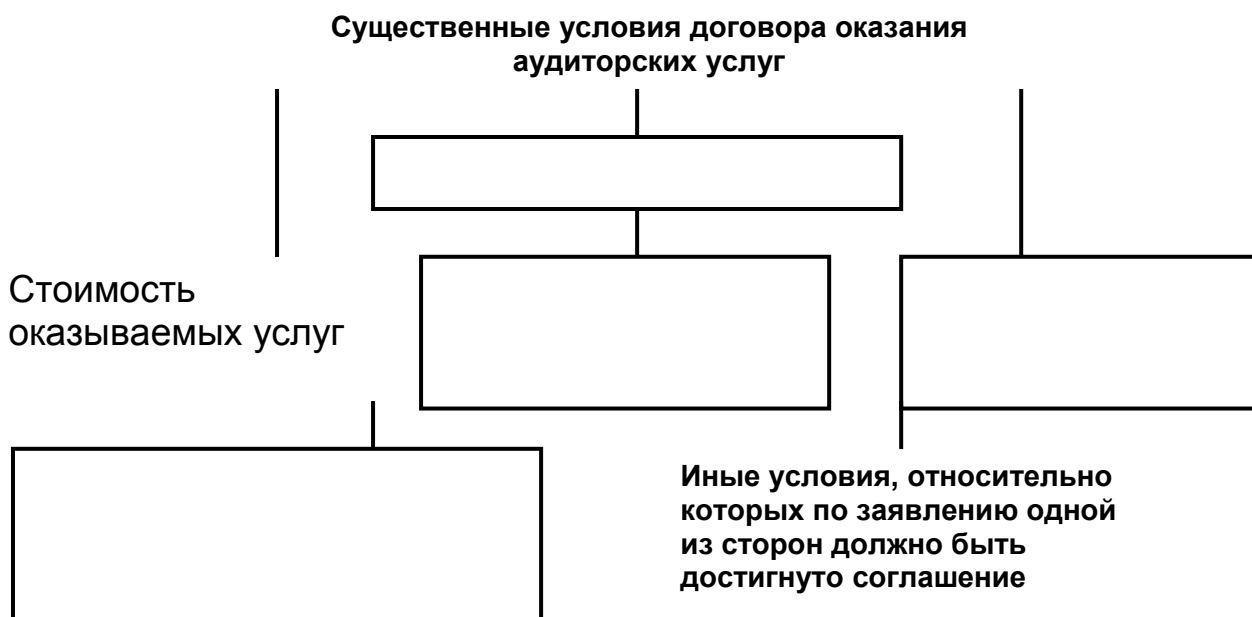 Существенные условия договора оказания
аудиторских услуг
Стоимость
оказываемых услуг
Иные условия, относительно
которых по заявлению одной
из сторон должно быть
достигнуто соглашение